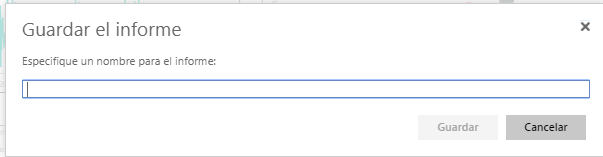 Guardar el informe
Especifique un nombre para el informe:
Guardar Cancelar